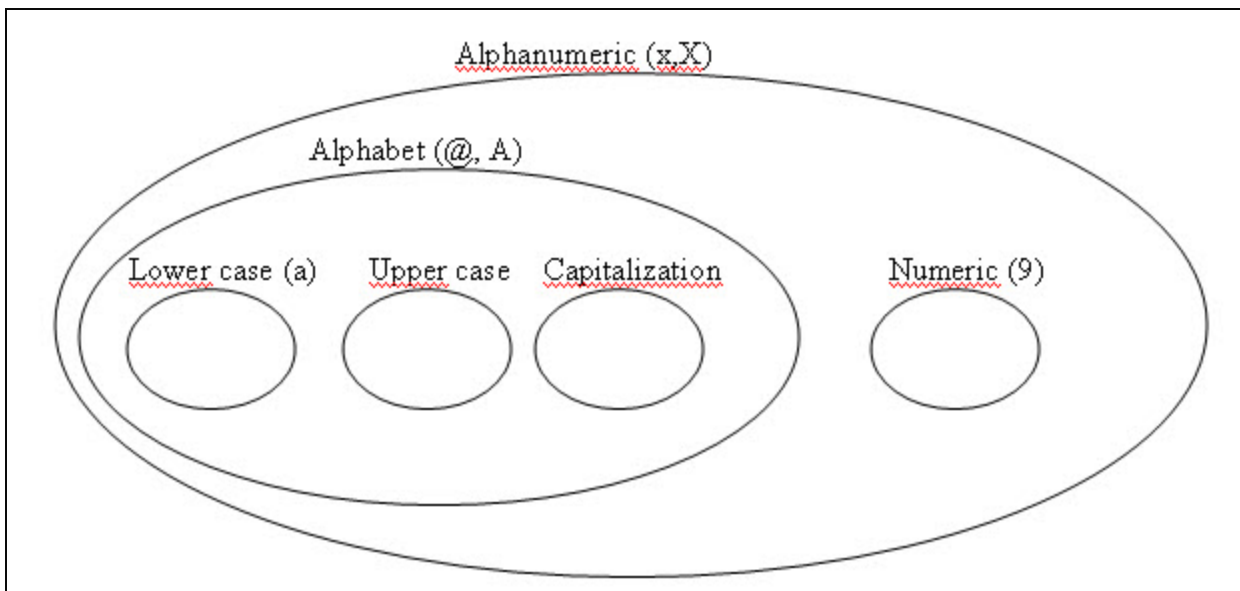 Alphanumeric (x,X)
Alphabet (@, A)
Lower case (a)
Upper case
Capitalization
Numeric (9)